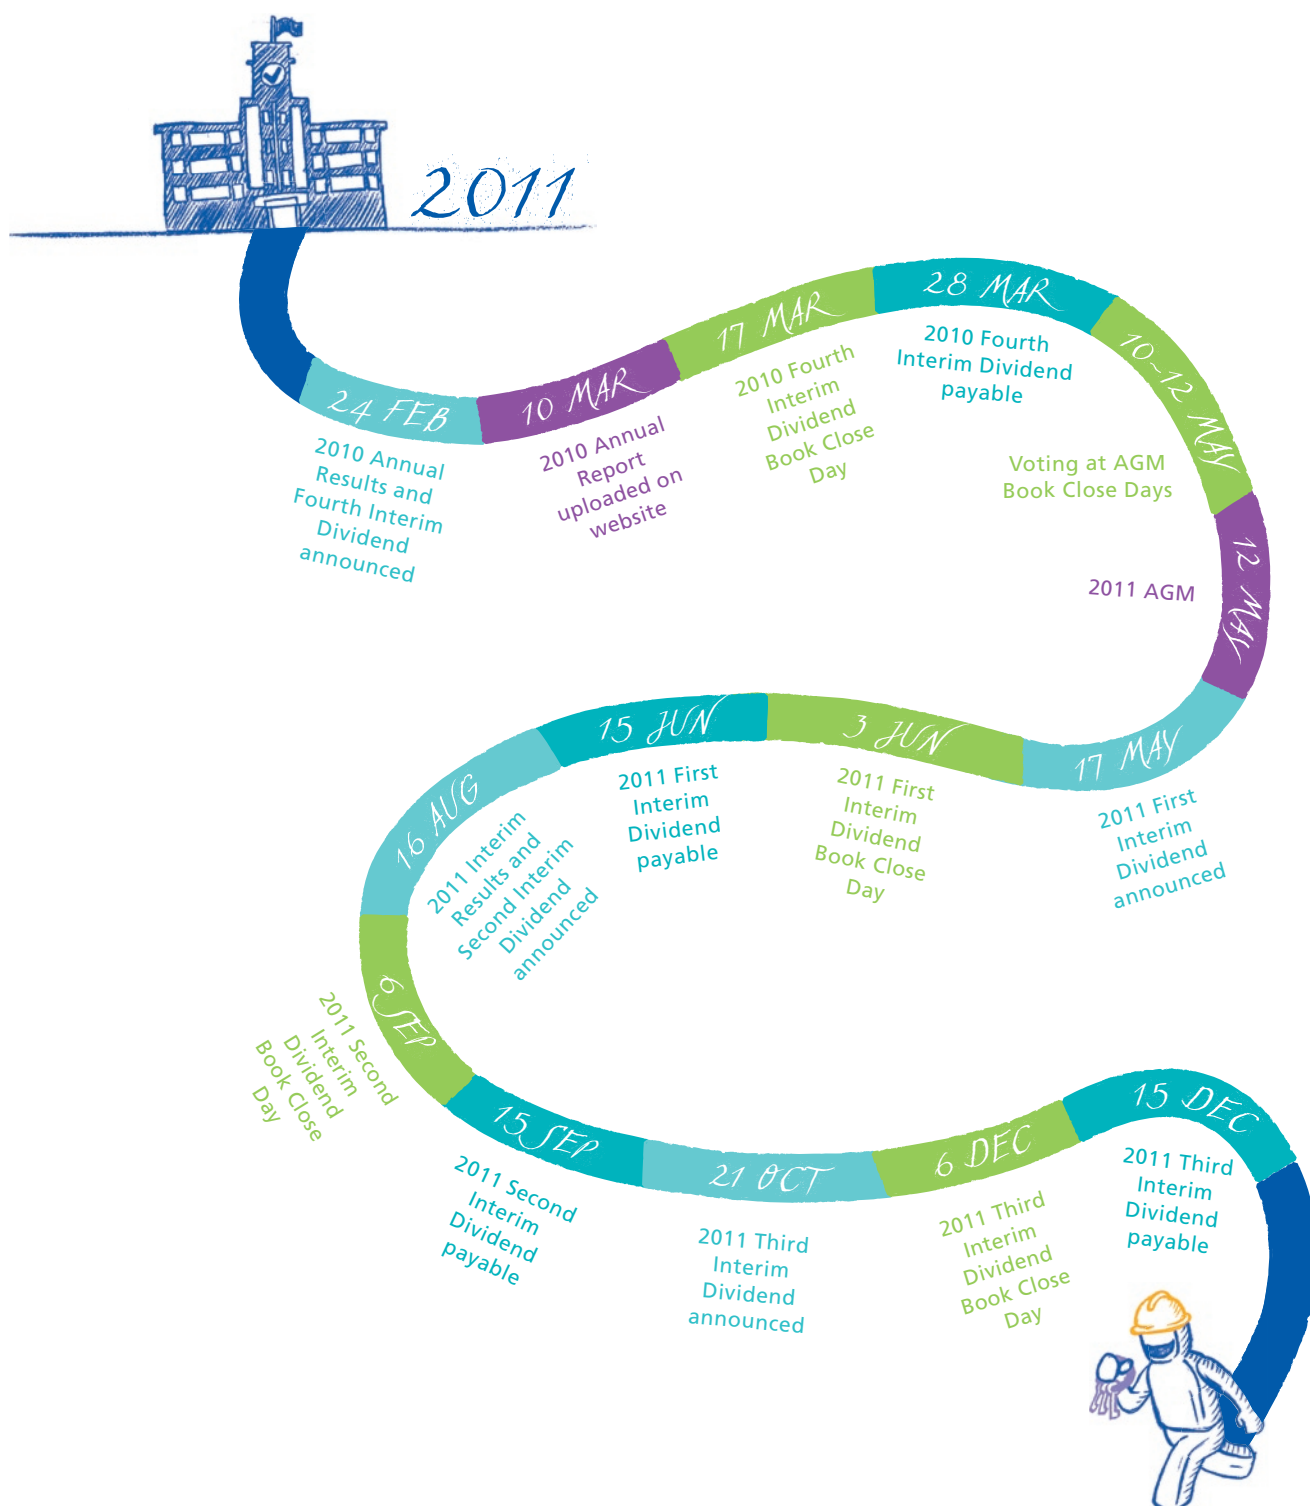 2011
24 FEB
2010 Annual
Results and
Fourth Interim
Dividend
announced
10 MAR
2010 Annual
Report
uploaded on
website
17 MAR
2010 Fourth
Interim
Dividend
Book Close
Day
28 MAR
2010 Fourth
Interim Dividend
payable
10~12 MAY
Voting at AGM
Book Close Days
12 MAY
2011 AGM
17 MAY
2011 First
Interim
Dividend
announced
3 JUN
2011 First
Interim
Dividend
Book Close
Day
15 JUN
2011 First
Interim
Dividend
payable
16 AUG
2011 Interim
Results and
Second Interim
Dividend
announced
6 SEP
2011 Second
Interim
Dividend
Book Close
Day
15 SEP
2011 Second
Interim
Dividend
payable
21 OCT
2011 Third
Interim
Dividend
announced
6 DEC
2011 Third
Interim
Dividend
Book Close
Day
15 DEC
2011 Third
Interim
Dividend
payable